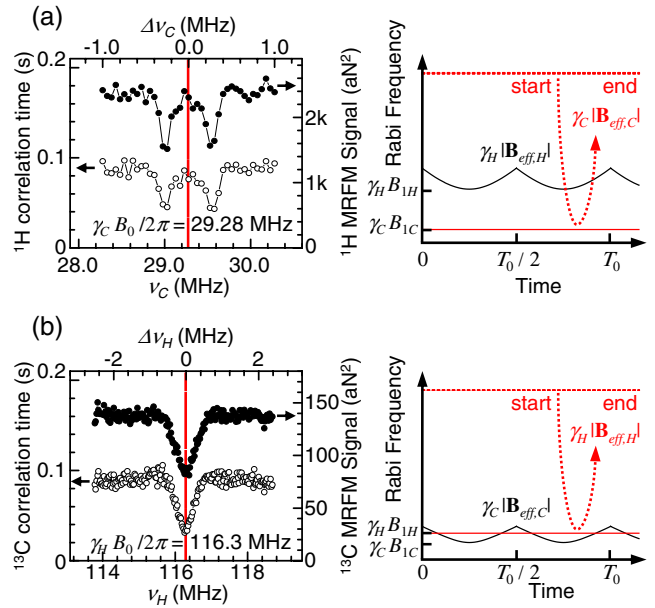 (a)
Δν_C (MHz)
-1.0 0.0 1.0
¹H correlation time (s)
0.2
0.1
0
2k
1k
0
¹H MRFM Signal (aN²)
γ_C B_0 /2π = 29.28 MHz
28.0 29.0 30.0
ν_C (MHz)
Rabi Frequency
start end
γ_C |B_eff,C|
γ_H |B_eff,H|
γ_H B_1H
γ_C B_1C
0 T_0 / 2 T_0
Time
(b)
Δν_H (MHz)
-2 0 2
¹³C correlation time (s)
0.2
0.1
0
140
100
50
0
¹³C MRFM Signal (aN²)
γ_H B_0 /2π = 116.3 MHz
114 116 118
ν_H (MHz)
Rabi Frequency
start end
γ_H |B_eff,H|
γ_C |B_eff,C|
γ_H B_1H
γ_C B_1C
0 T_0 / 2 T_0
Time